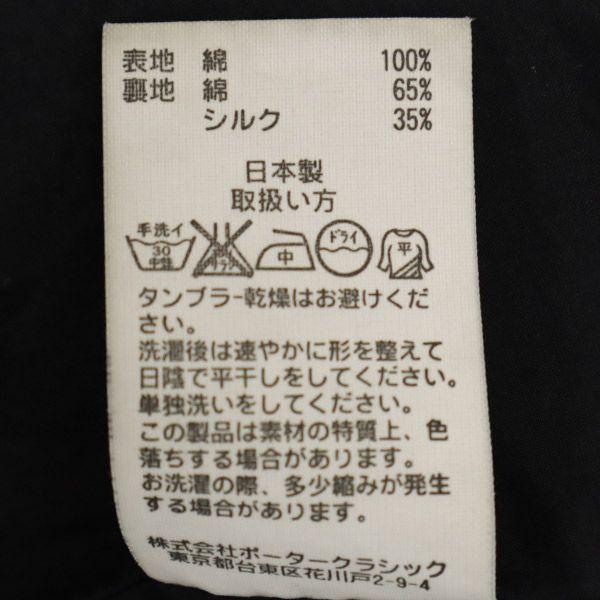 表地 綿 100%
裏地 綿 65%
シルク 35%
日本製
取扱い方
手洗イ 30 中性
中
ドライ
平
タンブラー乾燥はお避けくだ
さい。
洗濯後は速やかに形を整えて
日陰で平干しをしてください。
単独洗いをしてください。
この製品は素材の特質上、色
落ちする場合があります。
お洗濯の際、多少縮みが発生
する場合があります。
株式会社ポータークラシック
東京都台東区花川戸2-9-4